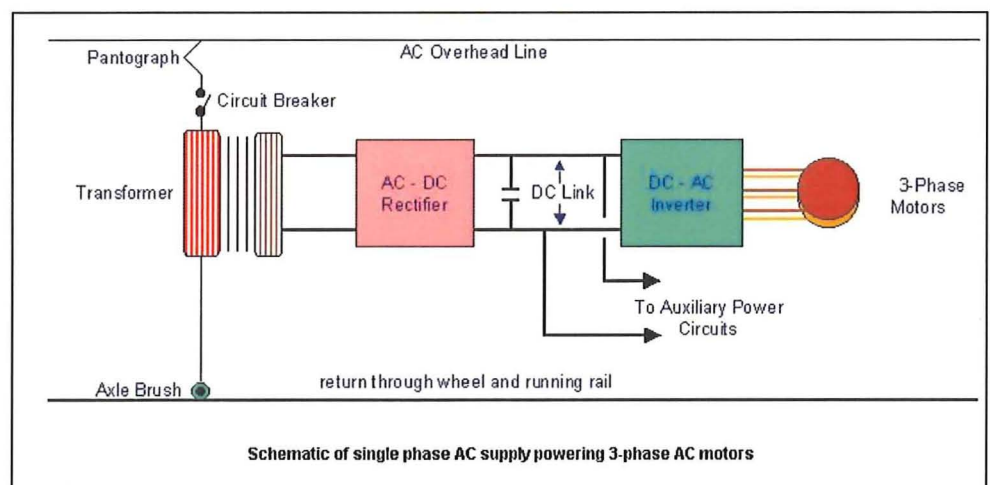 AC Overhead Line
Pantograph
Circuit Breaker
Transformer
AC - DC
Rectifier
DC Link
DC - AC
Inverter
3-Phase
Motors
To Auxiliary Power
Circuits
Axle Brush
return through wheel and running rail
Schematic of single phase AC supply powering 3-phase AC motors